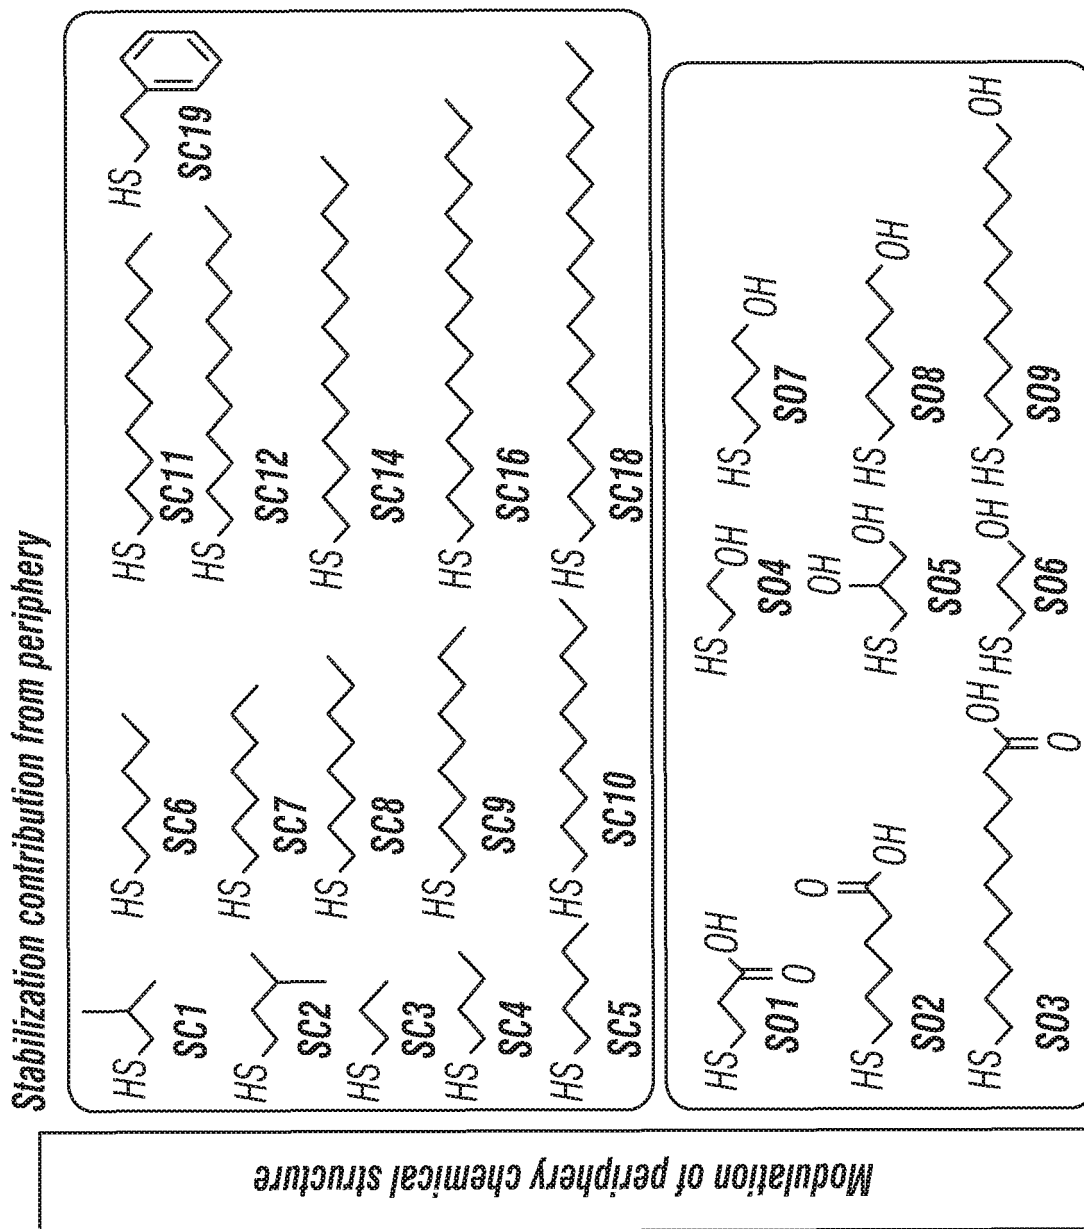 Stabilization contribution from periphery
Modulation of periphery chemical structure
HS
SC1
HS
SC2
HS
SC3
HS
SC4
HS
SC5
HS
SC6
HS
SC7
HS
SC8
HS
SC9
HS
SC10
HS
SC11
HS
SC12
HS
SC14
HS
SC16
HS
SC18
HS
SC19
HS OH
O
SO1
O
HS OH
SO2
HS OH
O
SO3
HS OH
SO4
OH
HS OH
SO5
HS OH
SO6
HS OH
SO7
HS OH
SO8
HS OH
SO9